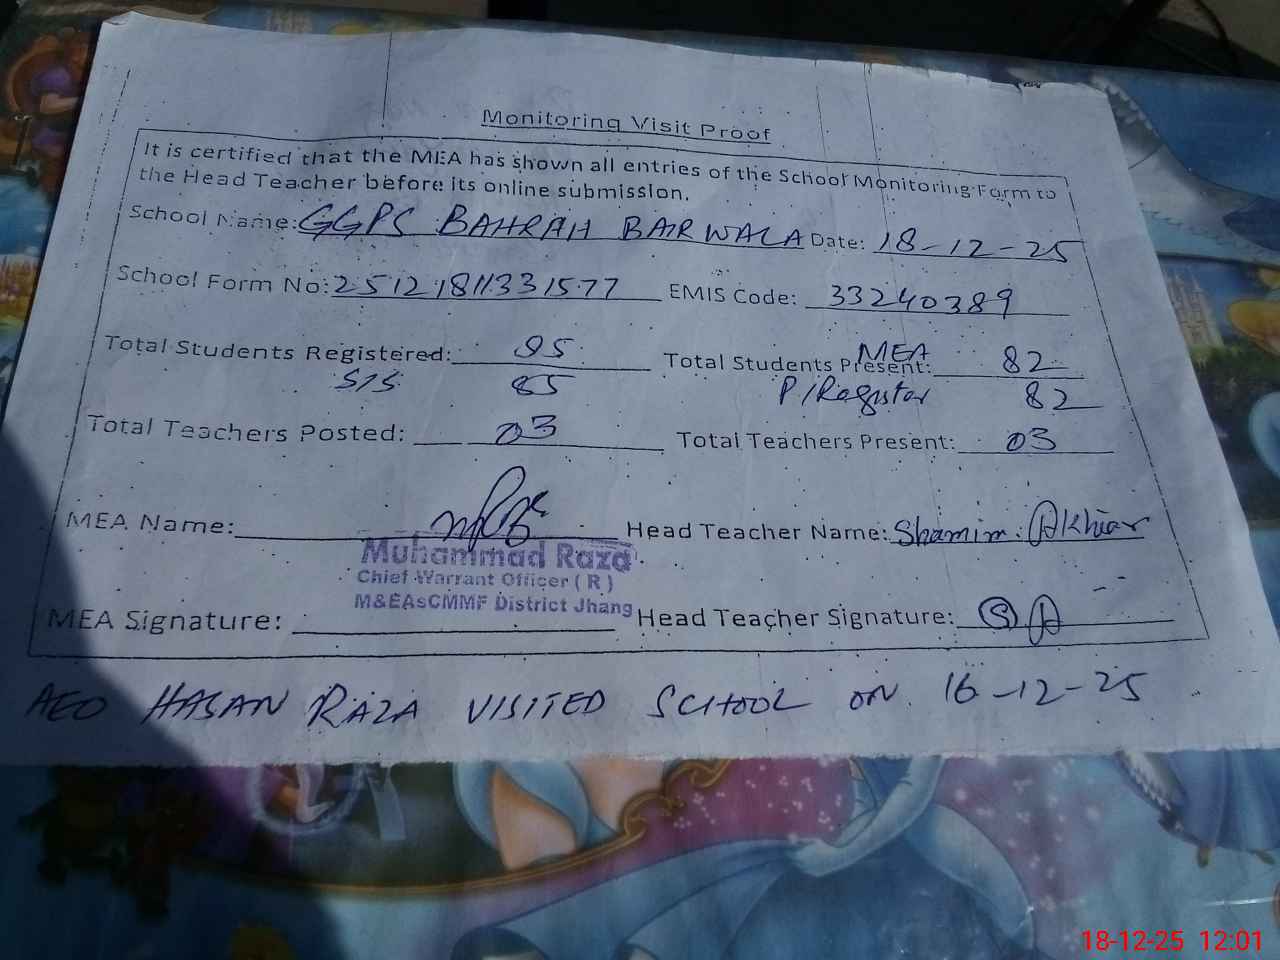 Monitoring Visit Proof
It is certified that the MEA has shown all entries of the School Monitoring Form to
the Head Teacher before its online submission.
School Name: GGPS BAHRAH BAIRWALA Date: 18-12-25
School Form No: 25121811331577 EMIS Code: 33240389
Total Students Registered: 95 Total Students Present: MEA 82
SIS 85 P/Register 82
Total Teachers Posted: 03 Total Teachers Present: 03
MEA Name: Head Teacher Name: Shamim Akhtar
Muhammad Raza
Chief Warrant Officer ( R )
M&EAsCMMF District Jhang
MEA Signature: Head Teacher Signature: SA
AEO HASAN RAZA VISITED SCHOOL ON 16-12-25
18-12-25 12:01